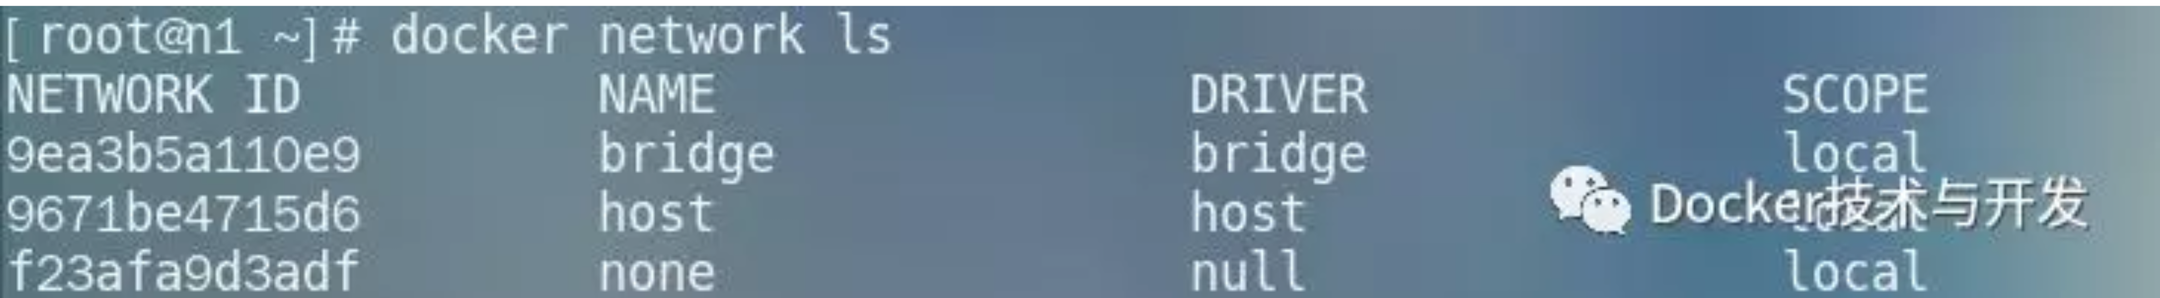 [ root@n1 ~]# docker network ls
NETWORK ID NAME DRIVER SCOPE
9ea3b5a110e9 bridge bridge local
9671be4715d6 host host local
Docker技术与开发
f23afa9d3adf none null local